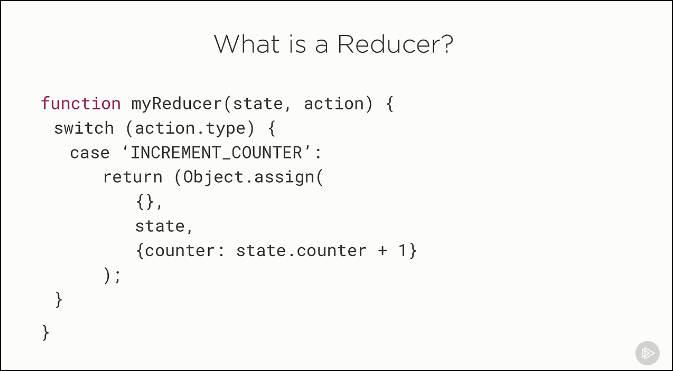 What is a Reducer?
function myReducer(state, action) {
switch (action.type) {
case ‘INCREMENT_COUNTER’:
return (Object.assign(
{},
state,
{counter: state.counter + 1}
);
}
}